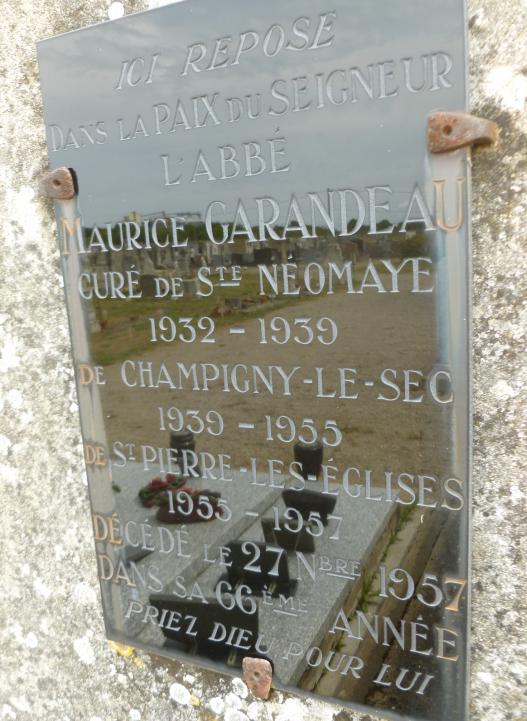 ICI REPOSE
DANS LA PAIX DU SEIGNEUR
L'ABBÉ
MAURICE GARANDEAU
CURÉ DE STE NÉOMAYE
1932 - 1939
DE CHAMPIGNY-LE-SEC
1939 - 1955
DE ST PIERRE-LES-ÉGLISES
1955 - 1957
DÉCÉDÉ LE 27 NBRE 1957
DANS SA 66ÈME ANNÉE
PRIEZ DIEU POUR LUI